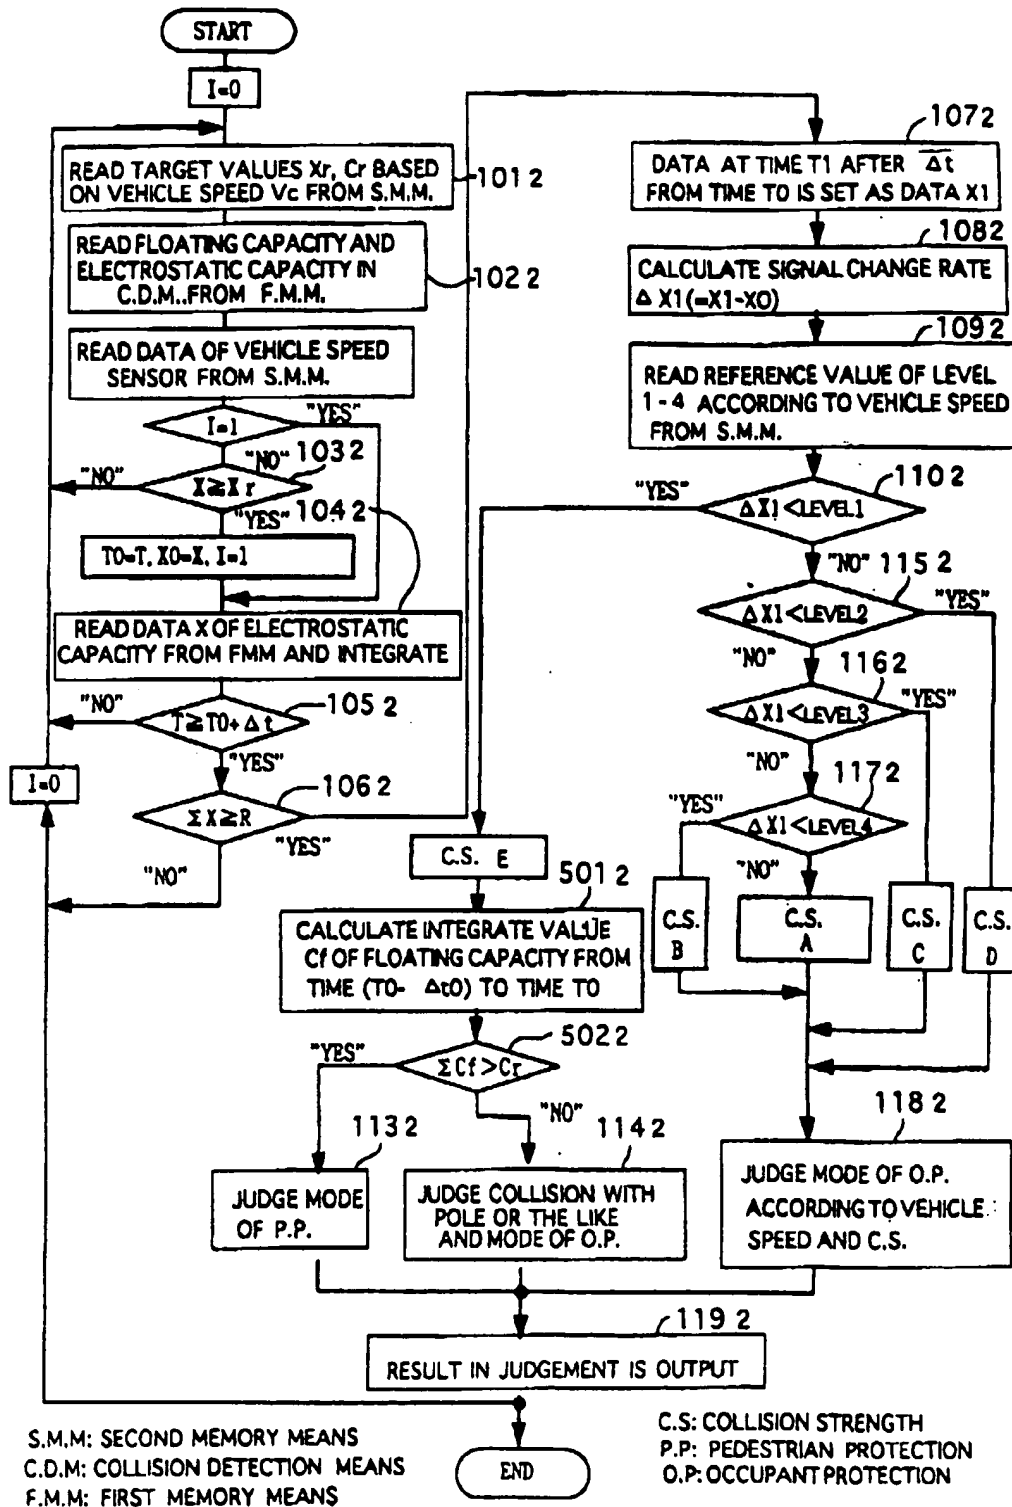 START
I=0
READ TARGET VALUES Xr, Cr BASED
ON VEHICLE SPEED Vc FROM S.M.M.
1012
READ FLOATING CAPACITY AND
ELECTROSTATIC CAPACITY IN
C.D.M..FROM F.M.M.
1022
READ DATA OF VEHICLE SPEED
SENSOR FROM S.M.M.
I=1
"YES"
"NO"
1032
X≧Xr
"NO"
"YES"
1042
T0=T, X0=X, I=1
READ DATA X OF ELECTROSTATIC
CAPACITY FROM FMM AND INTEGRATE
1052
T≧T0+Δt
"NO"
"YES"
I=0
1062
ΣX≧R
"YES"
"NO"
1072
DATA AT TIME T1 AFTER Δt
FROM TIME T0 IS SET AS DATA X1
1082
CALCULATE SIGNAL CHANGE RATE
ΔX1(=X1-X0)
1092
READ REFERENCE VALUE OF LEVEL
1-4 ACCORDING TO VEHICLE SPEED
FROM S.M.M.
1102
"YES"
ΔX1<LEVEL1
"NO"
1152
ΔX1<LEVEL2
"YES"
"NO"
1162
ΔX1<LEVEL3
"YES"
"NO"
1172
"YES"
ΔX1<LEVEL4
"NO"
C.S. E
C.S.
B
C.S.
A
C.S.
C
C.S.
D
5012
CALCULATE INTEGRATE VALUE
Cf OF FLOATING CAPACITY FROM
TIME (T0- Δt0) TO TIME T0
5022
"YES"
ΣCf>Cr
"NO"
1132
JUDGE MODE
OF P.P.
1142
JUDGE COLLISION WITH
POLE OR THE LIKE
AND MODE OF O.P.
1182
JUDGE MODE OF O.P.
ACCORDING TO VEHICLE
SPEED AND C.S.
1192
RESULT IN JUDGEMENT IS OUTPUT
END
S.M.M: SECOND MEMORY MEANS
C.D.M: COLLISION DETECTION MEANS
F.M.M: FIRST MEMORY MEANS
C.S: COLLISION STRENGTH
P.P: PEDESTRIAN PROTECTION
O.P: OCCUPANT PROTECTION